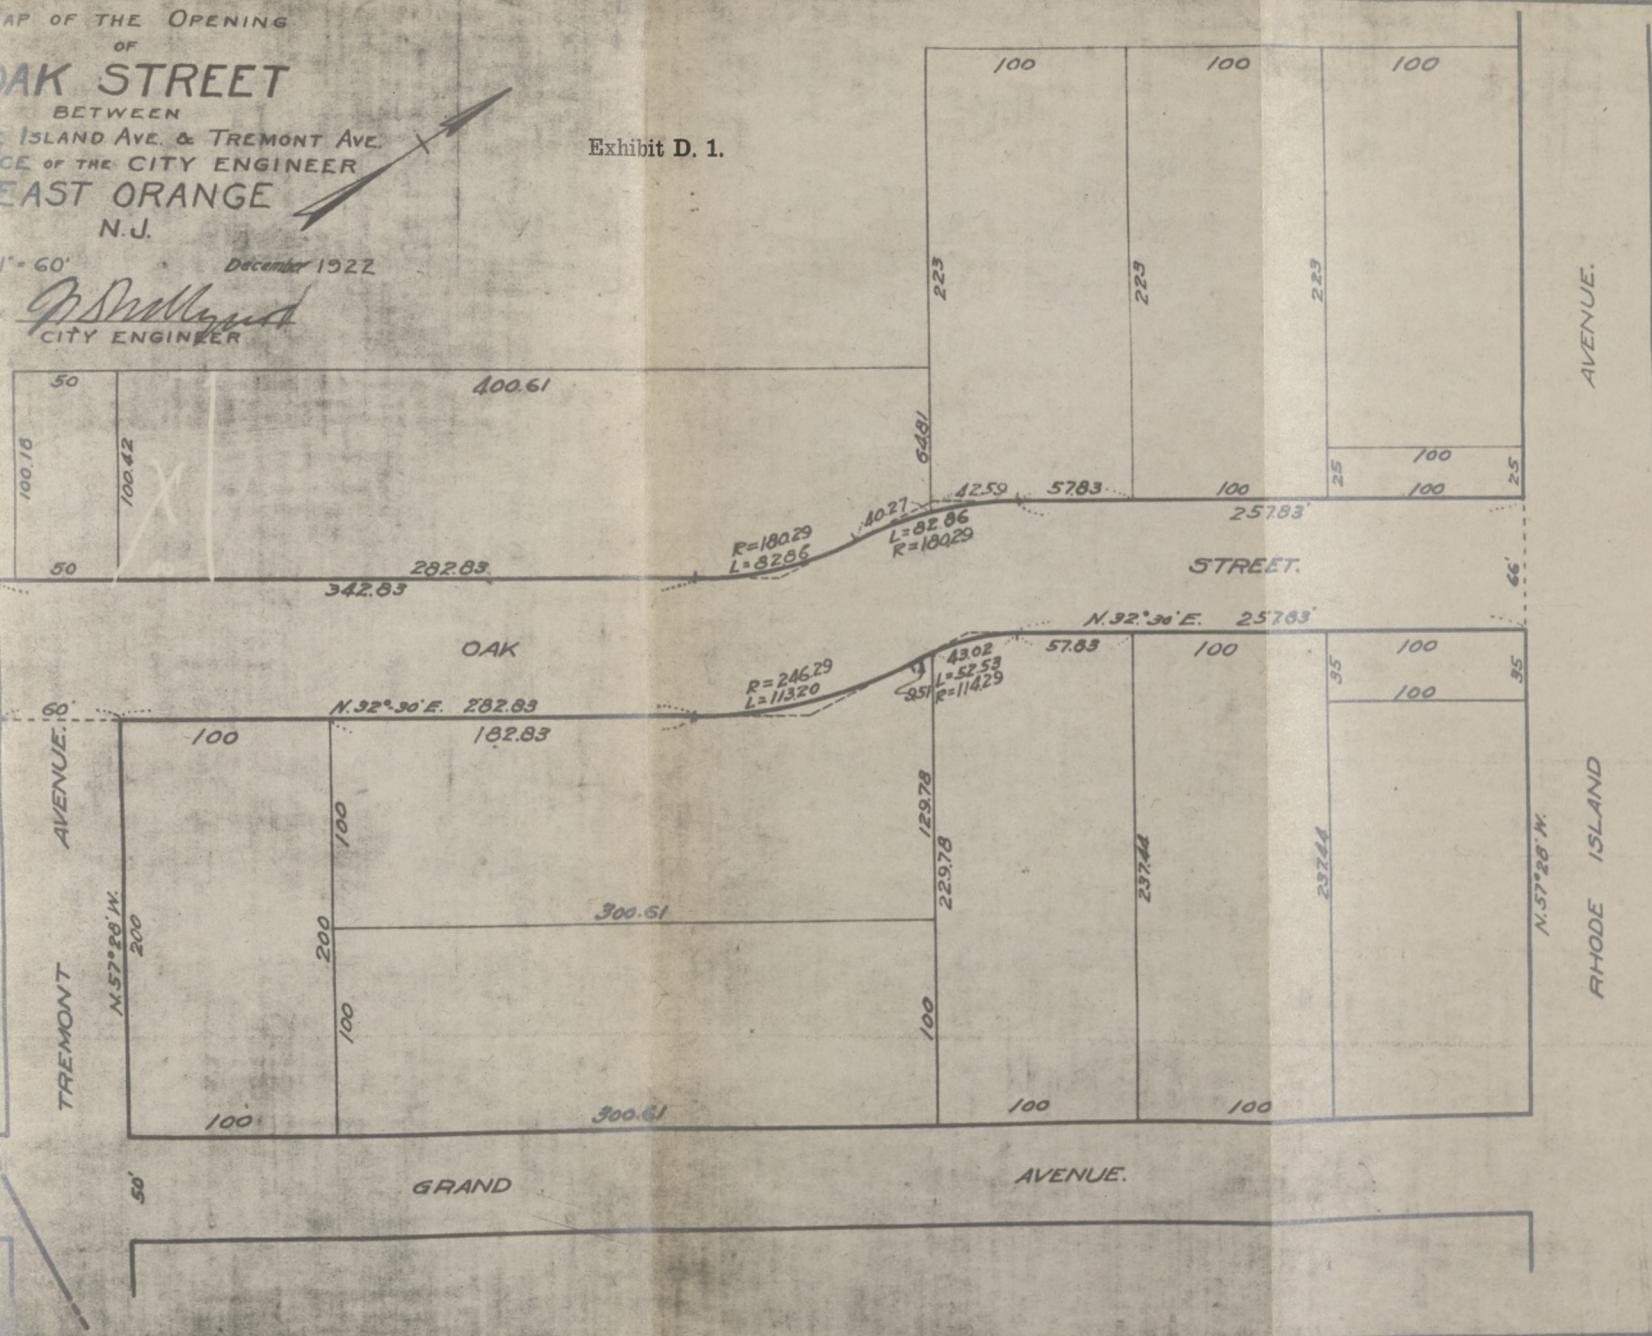 AP OF THE OPENING
OF
OAK STREET
BETWEEN
ISLAND AVE. & TREMONT AVE.
CE OF THE CITY ENGINEER
EAST ORANGE
N.J.
1"=60'
December 1922
CITY ENGINEER
Exhibit D. 1.
100
100
100
223
223
223
AVENUE.
50
400.61
100.18
100.42
64.81
100
25
25
50
282.83
342.83
R=180.29
L=82.86
40.27
42.59
L=82.86
R=180.29
57.83
100
100
257.83'
STREET.
66'
OAK
N.32°30'E. 257.83'
57.83
100
100
35
35
100
R=246.29
L=113.20
43.02
L=52.53
R=114.29
9.51
60'
N.32°-30'E. 282.83
100
182.83
AVENUE.
TREMONT
N.57°28'W.
200
100
200
100
129.78
229.78
100
237.44
237.44
N.57°28'W.
RHODE ISLAND
300.61
100
300.61
100
100
50'
GRAND
AVENUE.